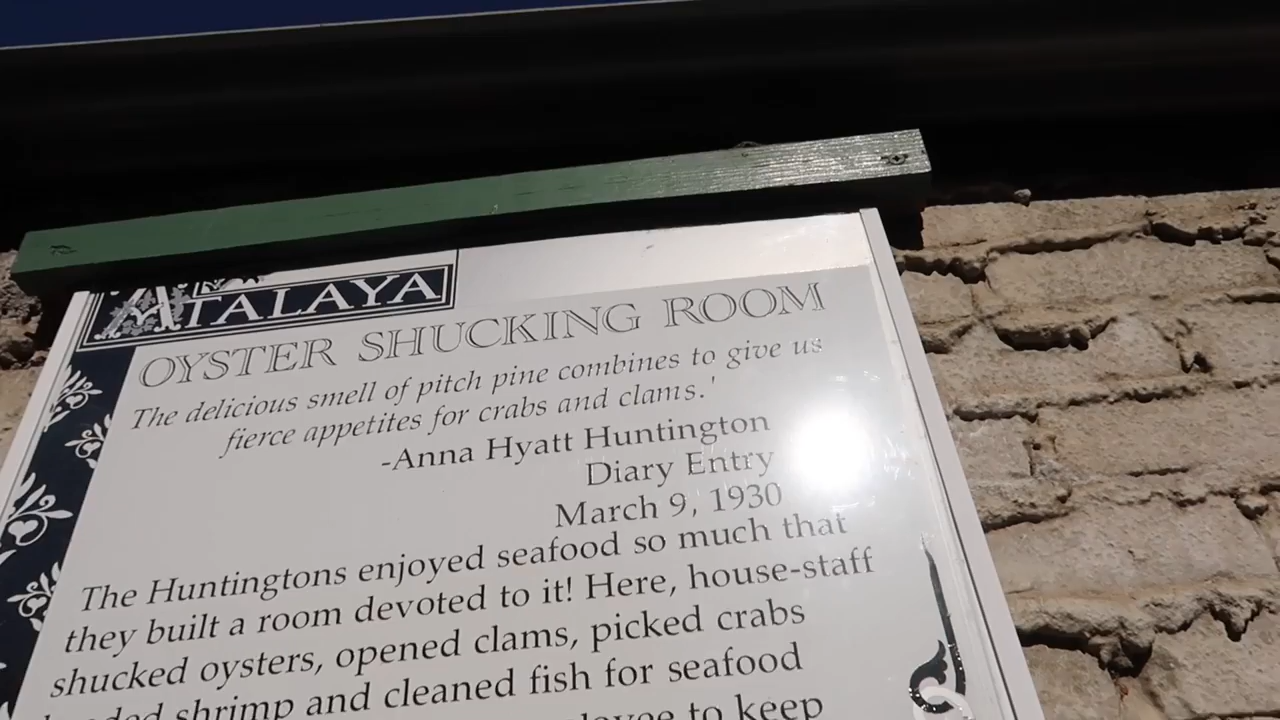 ATALAYA
OYSTER SHUCKING ROOM
The delicious smell of pitch pine combines to give us
fierce appetites for crabs and clams.'
-Anna Hyatt Huntington
Diary Entry
March 9, 1930
The Huntingtons enjoyed seafood so much that
they built a room devoted to it! Here, house-staff
shucked oysters, opened clams, picked crabs
shrimp and cleaned fish for seafood
to keep